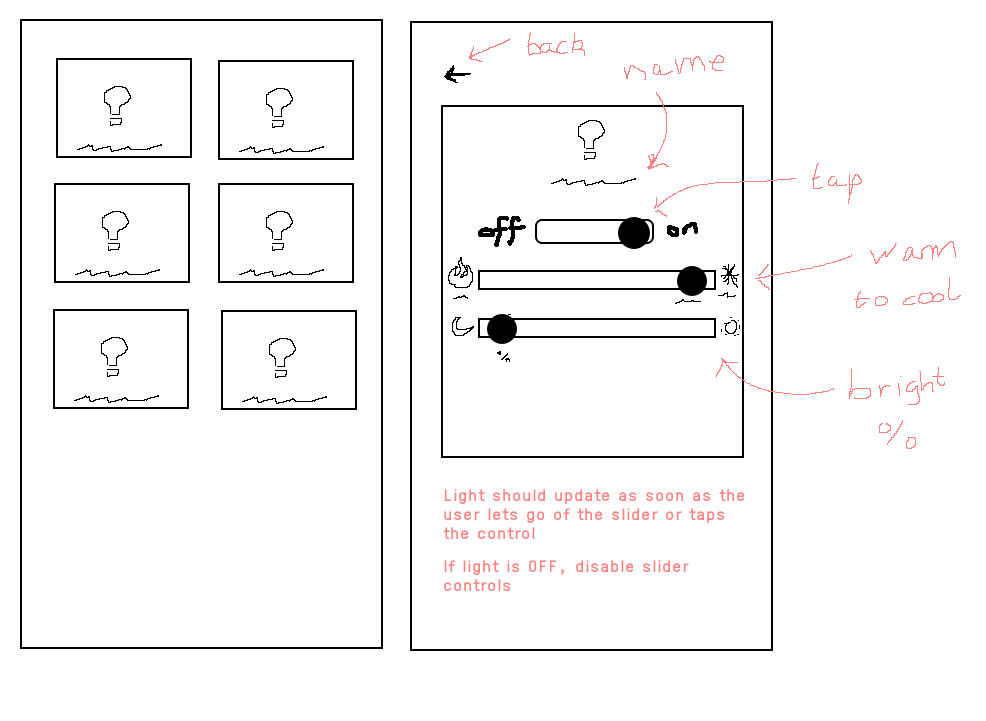 back
name
tap
off
on
warm
to cool
%
bright
%
Light should update as soon as the
user lets go of the slider or taps
the control
If light is OFF, disable slider
controls